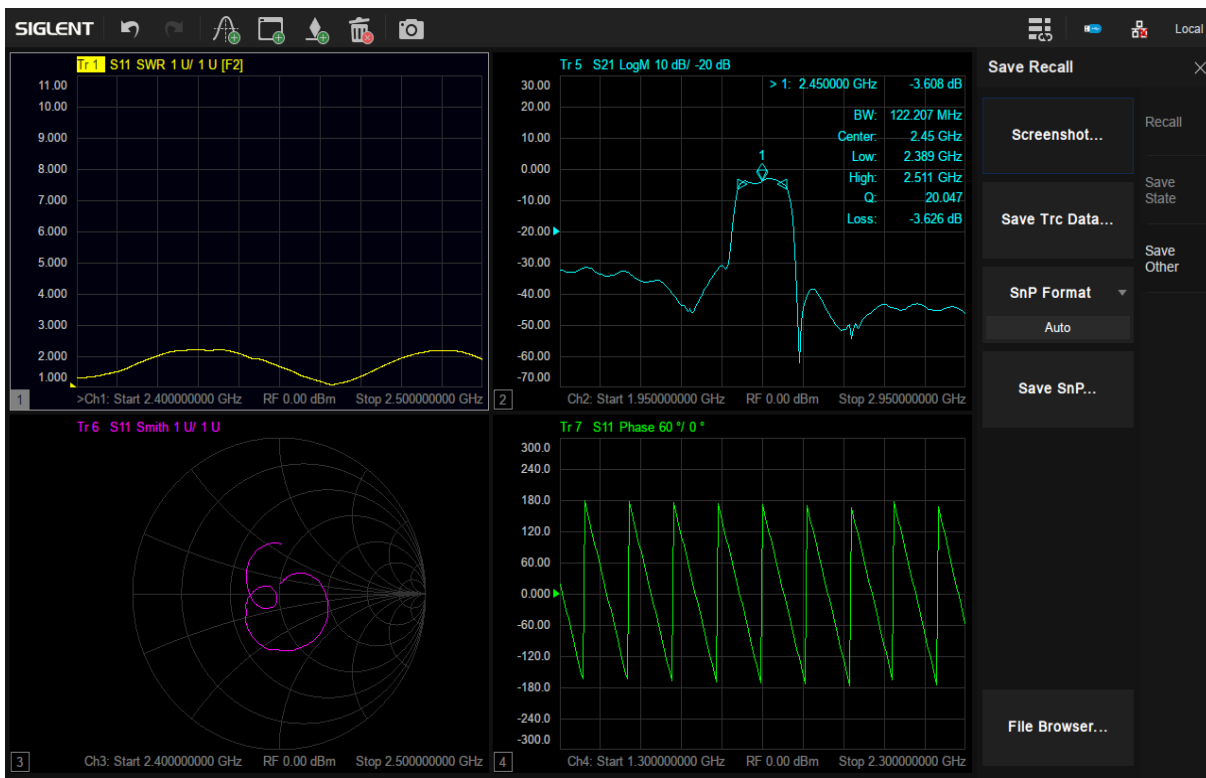 SIGLENT
Local
Tr 1 S11 SWR 1 U/ 1 U [F2]
11.00
10.00
9.000
8.000
7.000
6.000
5.000
4.000
3.000
2.000
1.000
1
>Ch1: Start 2.400000000 GHz RF 0.00 dBm Stop 2.500000000 GHz
Tr 5 S21 LogM 10 dB/ -20 dB
> 1: 2.450000 GHz -3.608 dB
BW: 122.207 MHz
Center: 2.45 GHz
Low: 2.389 GHz
High: 2.511 GHz
Q: 20.047
Loss: -3.626 dB
1
30.00
20.00
10.00
0.000
-10.00
-20.00
-30.00
-40.00
-50.00
-60.00
-70.00
2
Ch2: Start 1.950000000 GHz RF 0.00 dBm Stop 2.950000000 GHz
Tr 6 S11 Smith 1 U/ 1 U
3
Ch3: Start 2.400000000 GHz RF 0.00 dBm Stop 2.500000000 GHz
Tr 7 S11 Phase 60 °/ 0 °
300.0
240.0
180.0
120.0
60.00
0.000
-60.00
-120.0
-180.0
-240.0
-300.0
4
Ch4: Start 1.300000000 GHz RF 0.00 dBm Stop 2.300000000 GHz
Save Recall
Screenshot...
Save Trc Data...
SnP Format
Auto
Save SnP...
File Browser...
Recall
Save
State
Save
Other